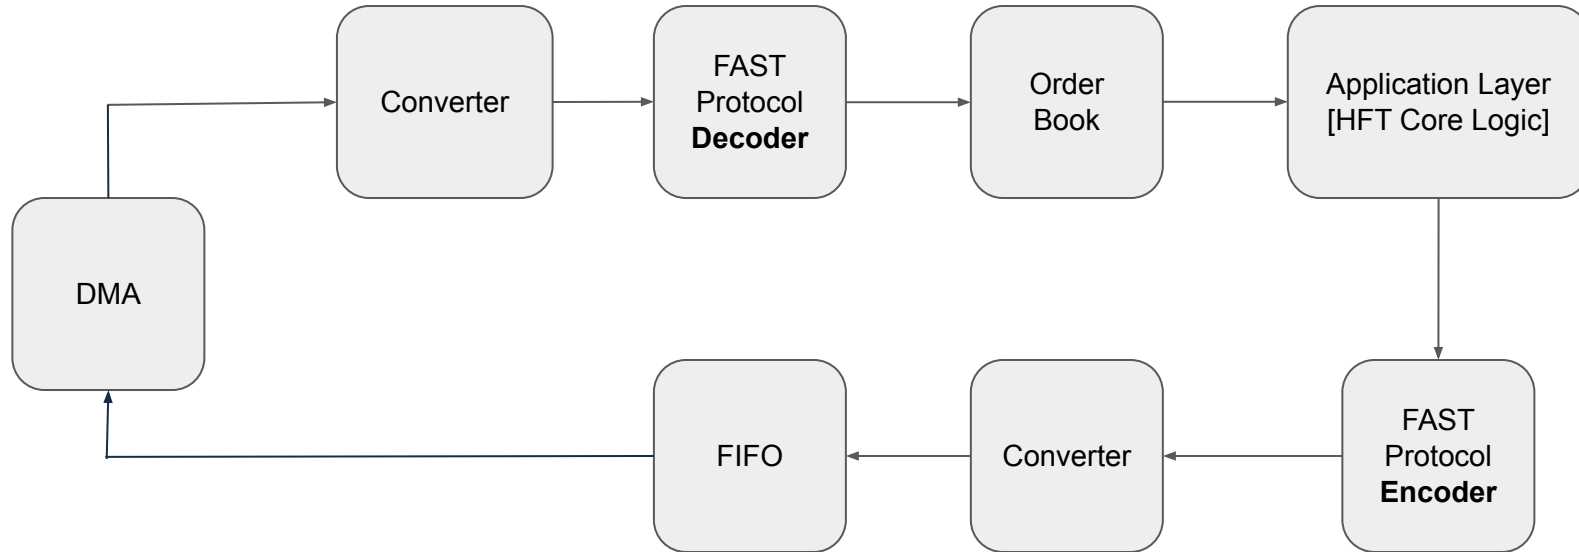 Converter
FAST
Protocol
Decoder
Order
Book
Application Layer
[HFT Core Logic]
DMA
FIFO
Converter
FAST
Protocol
Encoder